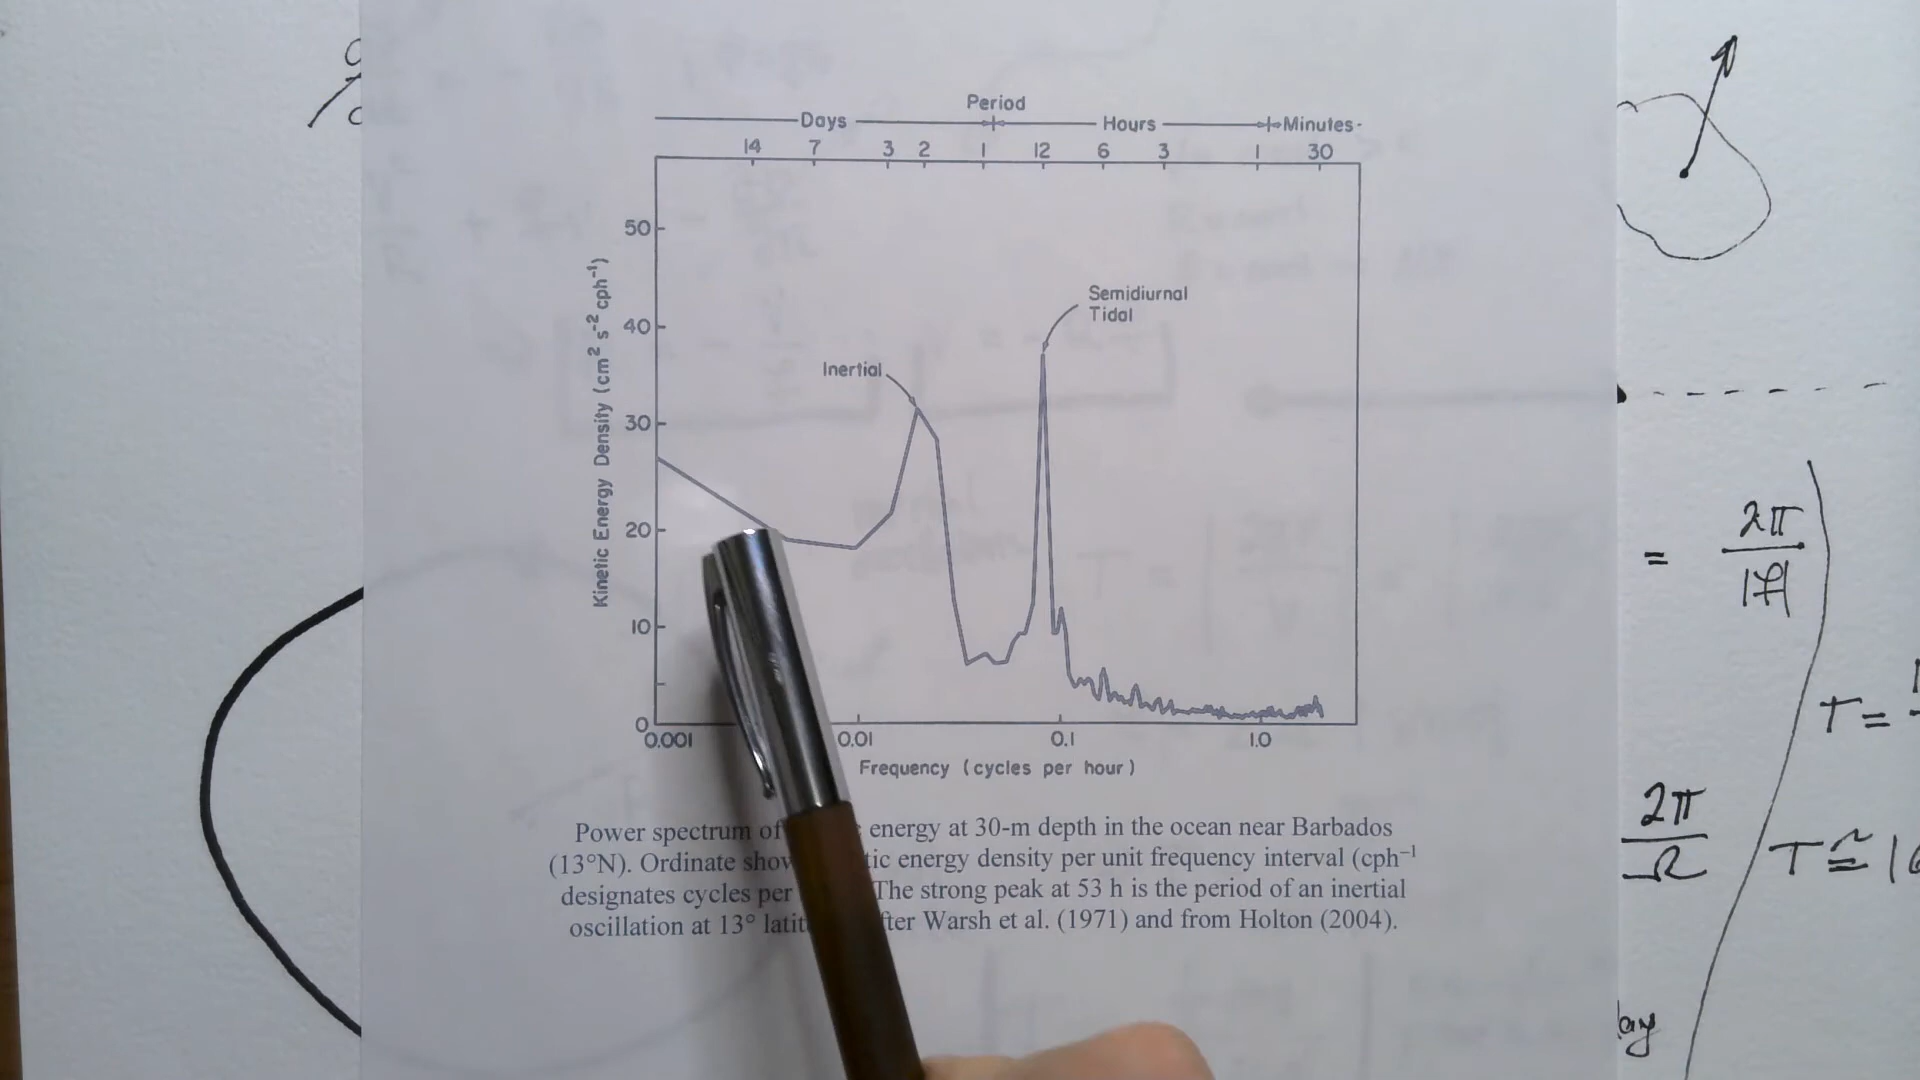 Period
Days Hours Minutes
14 7 3 2 1 12 6 3 1 30
50
40
30
20
10
0
Kinetic Energy Density (cm² s⁻² cph⁻¹)
Semidiurnal
Tidal
Inertial
0.001 0.01 0.1 1.0
Frequency (cycles per hour)
Power spectrum of energy at 30-m depth in the ocean near Barbados
(13°N). Ordinate energy density per unit frequency interval (cph⁻¹
designates cycles per The strong peak at 53 h is the period of an inertial
oscillation at 13° Warsh et al. (1971) and from Holton (2004).
= 2π
|f|
T =
2π
Ω
T ≅